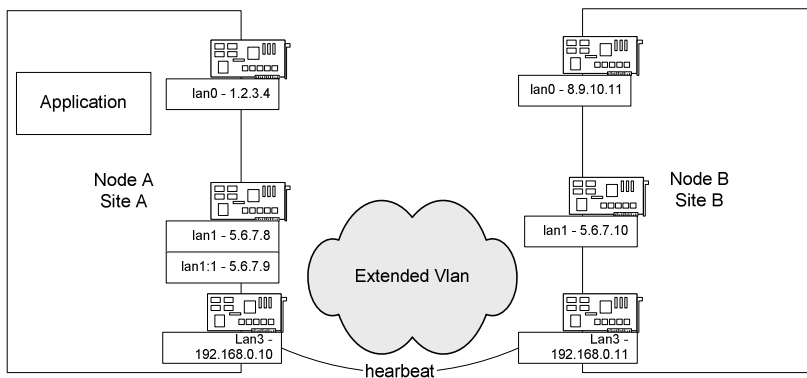 Application
Node A
Site A
lan0 - 1.2.3.4
lan1 - 5.6.7.8
lan1:1 - 5.6.7.9
Lan3 -
192.168.0.10
Extended Vlan
hearbeat
lan0 - 8.9.10.11
lan1 - 5.6.7.10
Lan3 -
192.168.0.11
Node B
Site B